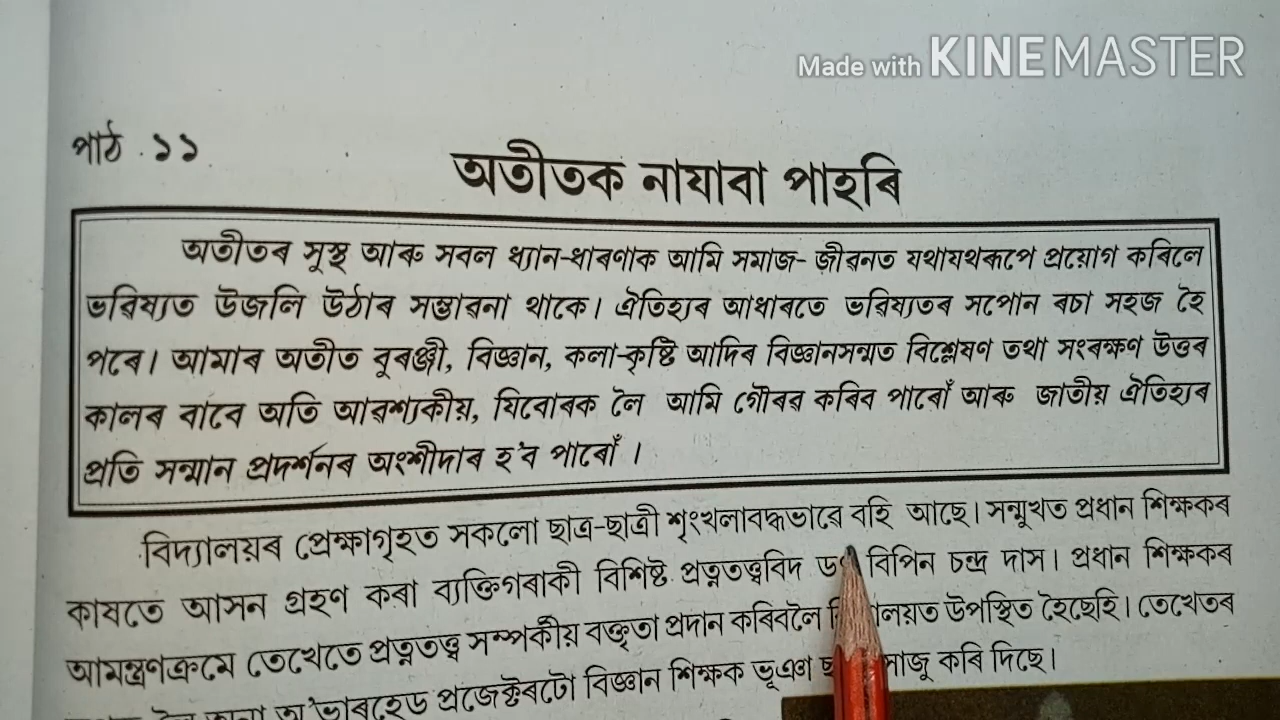 Made with KINEMASTER
পাঠ . ১১
অতীতক নাযাবা পাহৰি
অতীতৰ সুস্থ আৰু সবল ধ্যান-ধাৰণাক আমি সমাজ- জীৱনত যথাযথৰূপে প্ৰয়োগ কৰিলে
ভৱিষ্যত উজলি উঠাৰ সম্ভাৱনা থাকে। ঐতিহ্যৰ আধাৰতে ভৱিষ্যতৰ সপোন ৰচা সহজ হৈ
পৰে। আমাৰ অতীত বুৰঞ্জী, বিজ্ঞান, কলা-কৃষ্টি আদিৰ বিজ্ঞানসন্মত বিশ্লেষণ তথা সংৰক্ষণ উত্তৰ
কালৰ বাবে অতি আৱশ্যকীয়, যিবোৰক লৈ আমি গৌৰৱ কৰিব পাৰোঁ আৰু জাতীয় ঐতিহ্যৰ
প্ৰতি সন্মান প্ৰদৰ্শনৰ অংশীদাৰ হ'ব পাৰোঁ ।
বিদ্যালয়ৰ প্ৰেক্ষাগৃহত সকলো ছাত্ৰ-ছাত্ৰী শৃংখলাবদ্ধভাৱে বহি আছে। সন্মুখত প্ৰধান শিক্ষকৰ
কাষতে আসন গ্ৰহণ কৰা ব্যক্তিগৰাকী বিশিষ্ট প্ৰত্নতত্ত্ববিদ বিপিন চন্দ্ৰ দাস। প্ৰধান শিক্ষকৰ
আমন্ত্ৰণক্ৰমে তেখেতে প্ৰত্নতত্ত্ব সম্পৰ্কীয় বক্তৃতা প্ৰদান কৰিবলৈ উপস্থিত হৈছেহি। তেখেতৰ
প্ৰজেক্টৰটো বিজ্ঞান শিক্ষক ভূঞা সাজু কৰি দিছে।